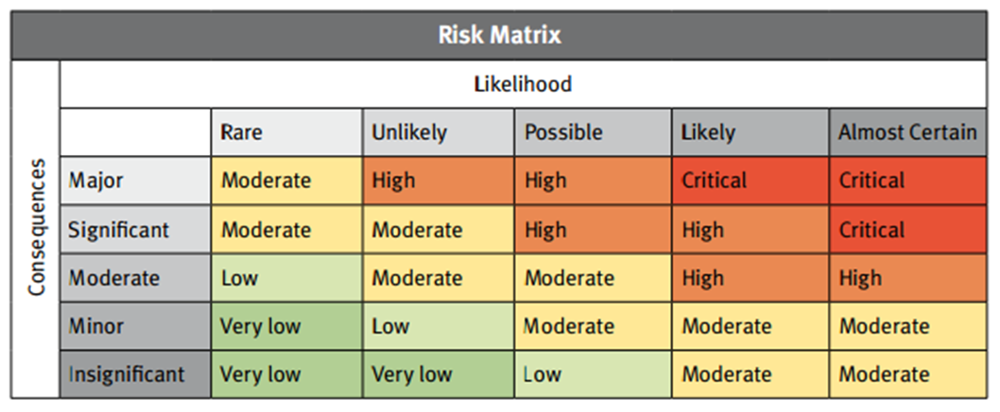 Risk Matrix
Consequences
Likelihood
Rare Unlikely Possible Likely Almost Certain
Major Moderate High High Critical Critical
Significant Moderate Moderate High High Critical
Moderate Low Moderate Moderate High High
Minor Very low Low Moderate Moderate Moderate
Insignificant Very low Very low Low Moderate Moderate